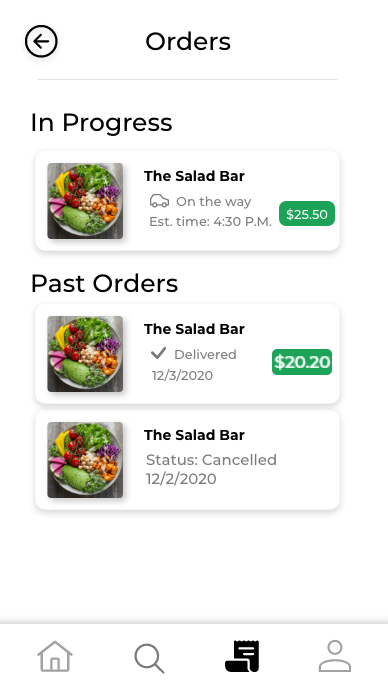 Orders
In Progress
The Salad Bar
On the way
Est. time: 4:30 P.M.
$25.50
Past Orders
The Salad Bar
Delivered
12/3/2020
$20.20
The Salad Bar
Status: Cancelled
12/2/2020